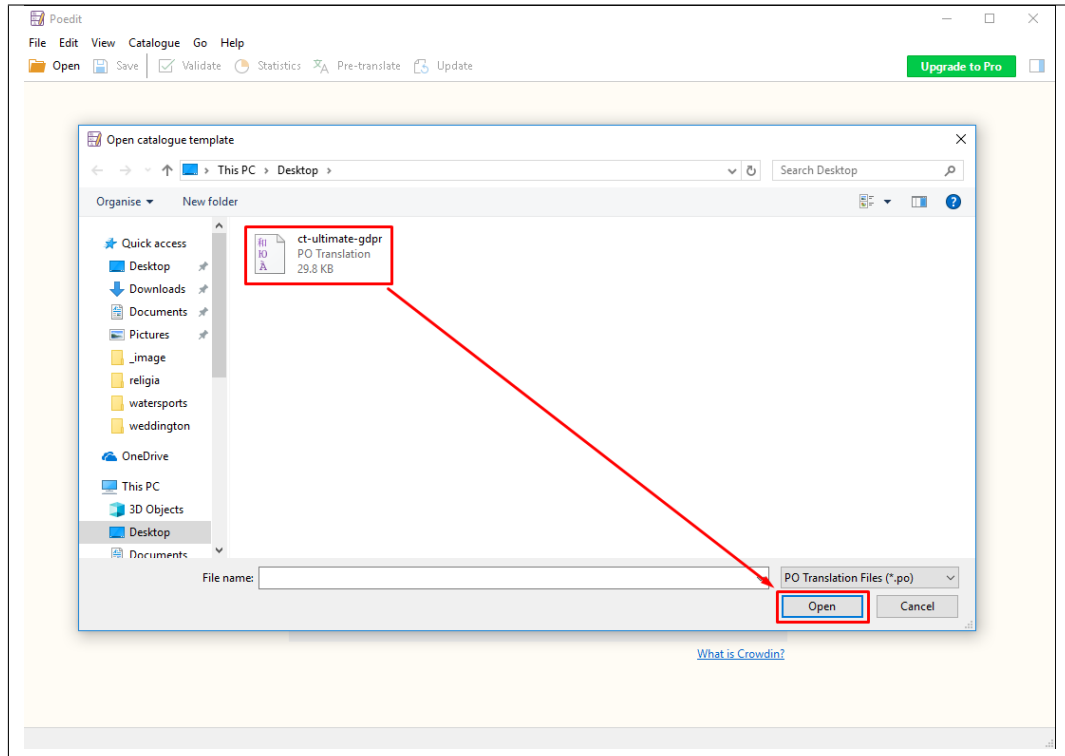 Poedit
File Edit View Catalogue Go Help
Open Save Validate Statistics Pre-translate Update Upgrade to Pro
Open catalogue template
This PC > Desktop > Search Desktop
Organise New folder
Quick access
Desktop
Downloads
Documents
Pictures
_image
religia
watersports
weddington
OneDrive
This PC
3D Objects
Desktop
Documents
ct-ultimate-gdpr
PO Translation
29.8 KB
File name: PO Translation Files (*.po)
Open Cancel
What is Crowdin?